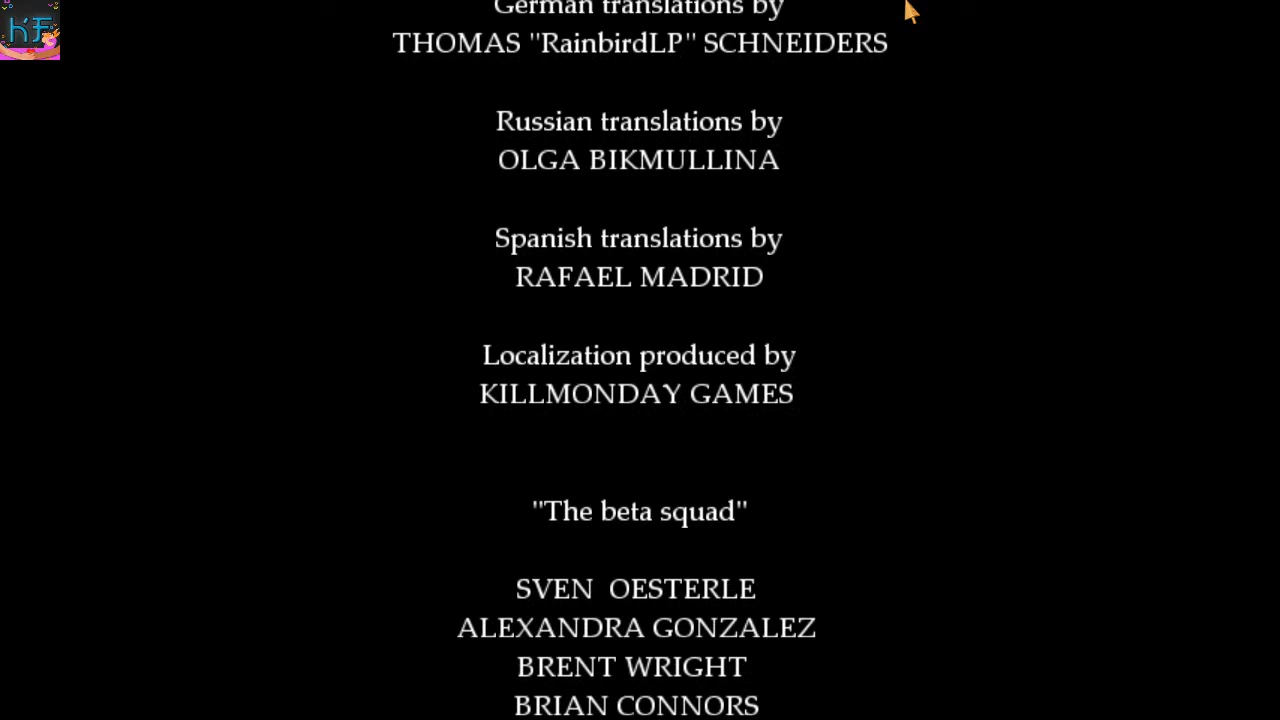 German translations by
THOMAS "RainbirdLP" SCHNEIDERS
Russian translations by
OLGA BIKMULLINA
Spanish translations by
RAFAEL MADRID
Localization produced by
KILLMONDAY GAMES
"The beta squad"
SVEN  OESTERLE
ALEXANDRA GONZALEZ
BRENT WRIGHT
BRIAN CONNORS